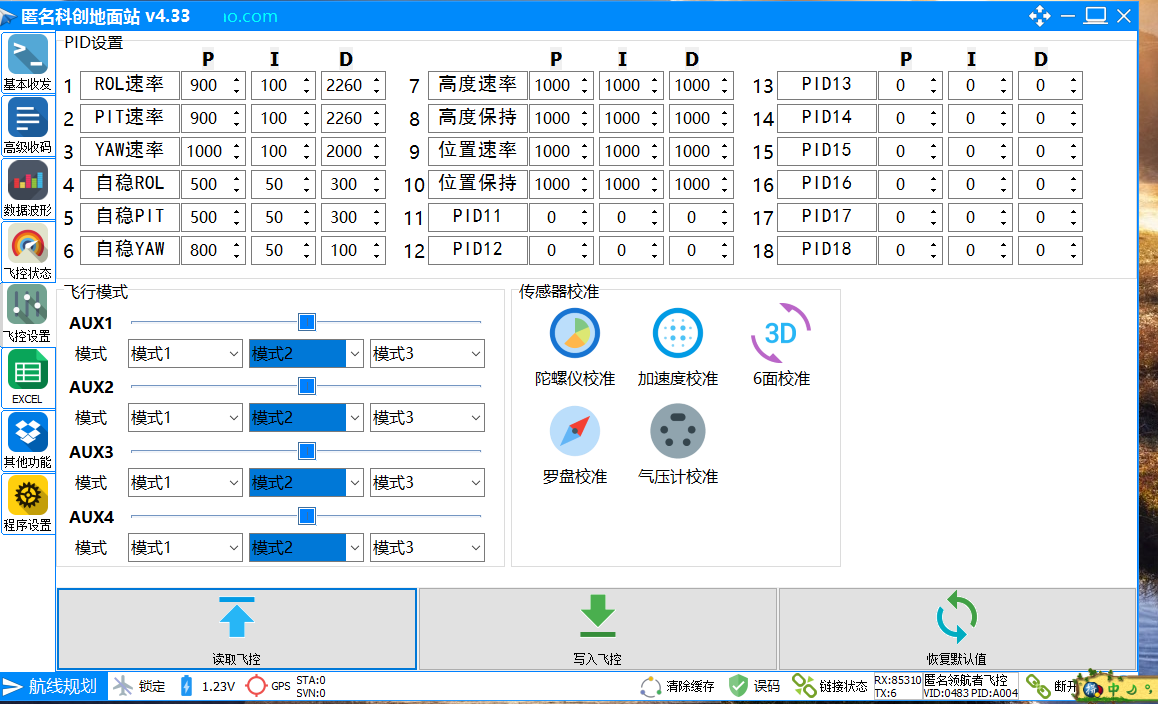 匿名科创地面站 v4.33 io.com
PID设置
P I D P I D P I D
1 ROL速率 900 100 2260 7 高度速率 1000 1000 1000 13 PID13 0 0 0
2 PIT速率 900 100 2260 8 高度保持 1000 1000 1000 14 PID14 0 0 0
3 YAW速率 1000 100 2000 9 位置速率 1000 1000 1000 15 PID15 0 0 0
4 自稳ROL 500 50 300 10 位置保持 1000 1000 1000 16 PID16 0 0 0
5 自稳PIT 500 50 300 11 PID11 0 0 0 17 PID17 0 0 0
6 自稳YAW 800 50 100 12 PID12 0 0 0 18 PID18 0 0 0
基本收发
高级收码
数据波形
飞控状态
飞控设置
EXCEL
其他功能
程序设置
飞行模式
AUX1
模式 模式1 模式2 模式3
AUX2
模式 模式1 模式2 模式3
AUX3
模式 模式1 模式2 模式3
AUX4
模式 模式1 模式2 模式3
传感器校准
3D
陀螺仪校准 加速度校准 6面校准
罗盘校准 气压计校准
读取飞控 写入飞控 恢复默认值
航线规划 锁定 1.23V GPS STA:0
SVN:0
清除缓存 误码 链接状态 RX:85310
TX:6
匿名领航者飞控
VID:0483 PID:A004
断开
中